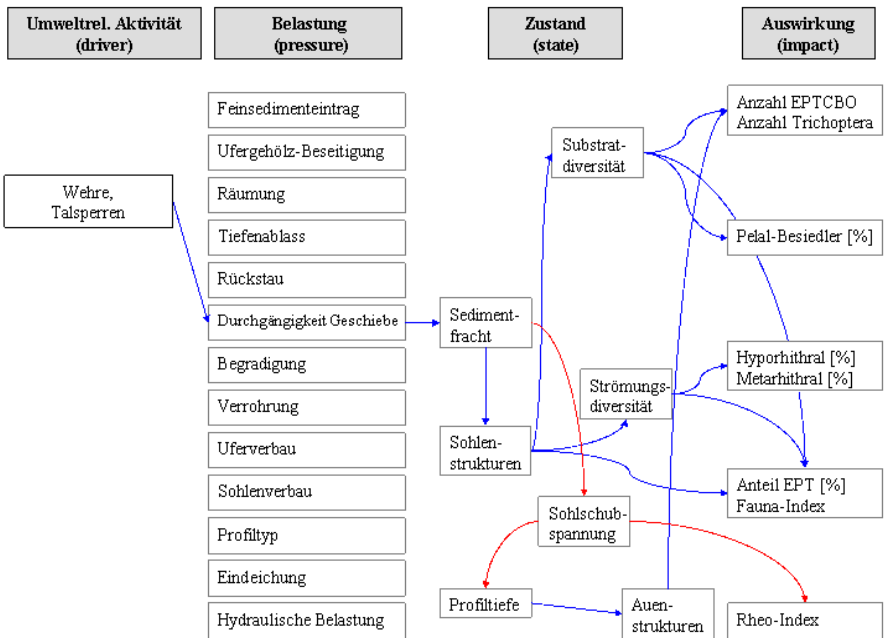 Umweltrel. Aktivität
(driver)
Belastung
(pressure)
Zustand
(state)
Auswirkung
(impact)
Wehre,
Talsperren
Feinsedimenteintrag
Ufergehölz-Beseitigung
Räumung
Tiefenablass
Rückstau
Durchgängigkeit Geschiebe
Begradigung
Verrohrung
Uferverbau
Sohlenverbau
Profiltyp
Eindeichung
Hydraulische Belastung
Substrat-
diversität
Sediment-
fracht
Strömungs-
diversität
Sohlen-
strukturen
Sohlschub-
spannung
Profiltiefe
Auen-
strukturen
Anzahl EPTCBO
Anzahl Trichoptera
Pelal-Besiedler [%]
Hyporhithral [%]
Metarhithral [%]
Anteil EPT [%]
Fauna-Index
Rheo-Index